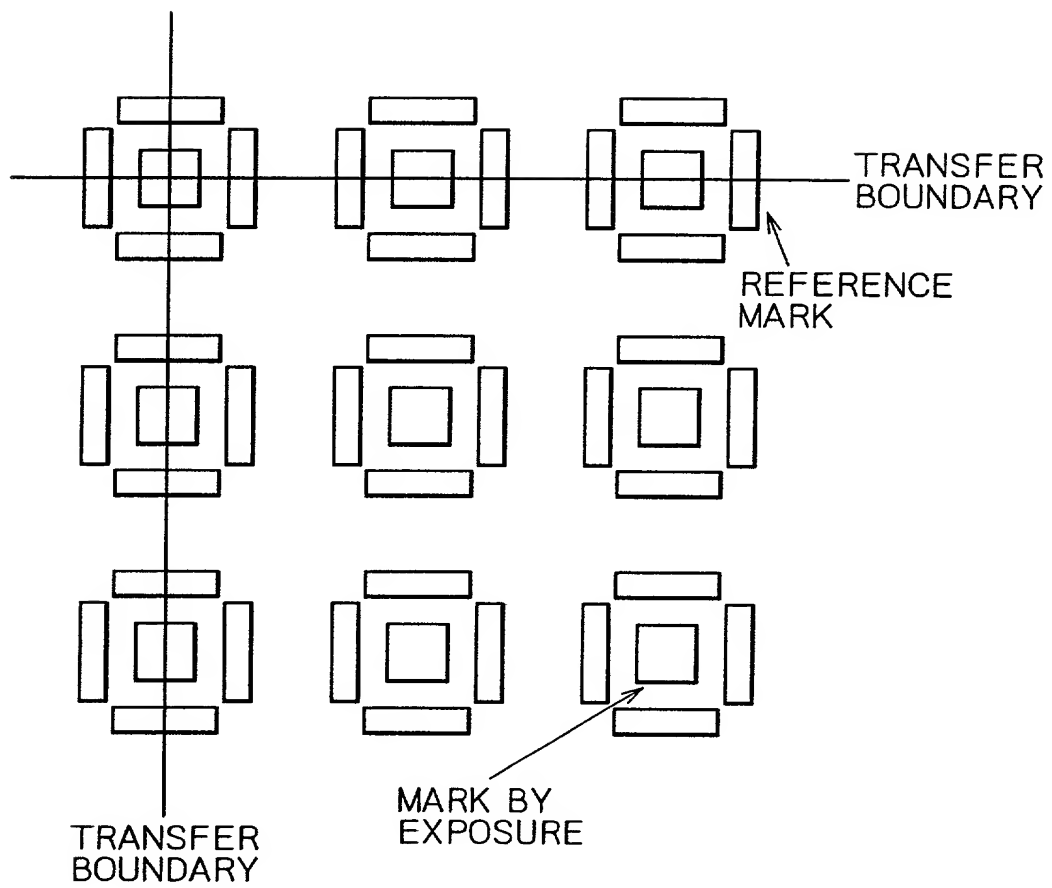 TRANSFER
BOUNDARY
REFERENCE
MARK
MARK BY
EXPOSURE
TRANSFER
BOUNDARY